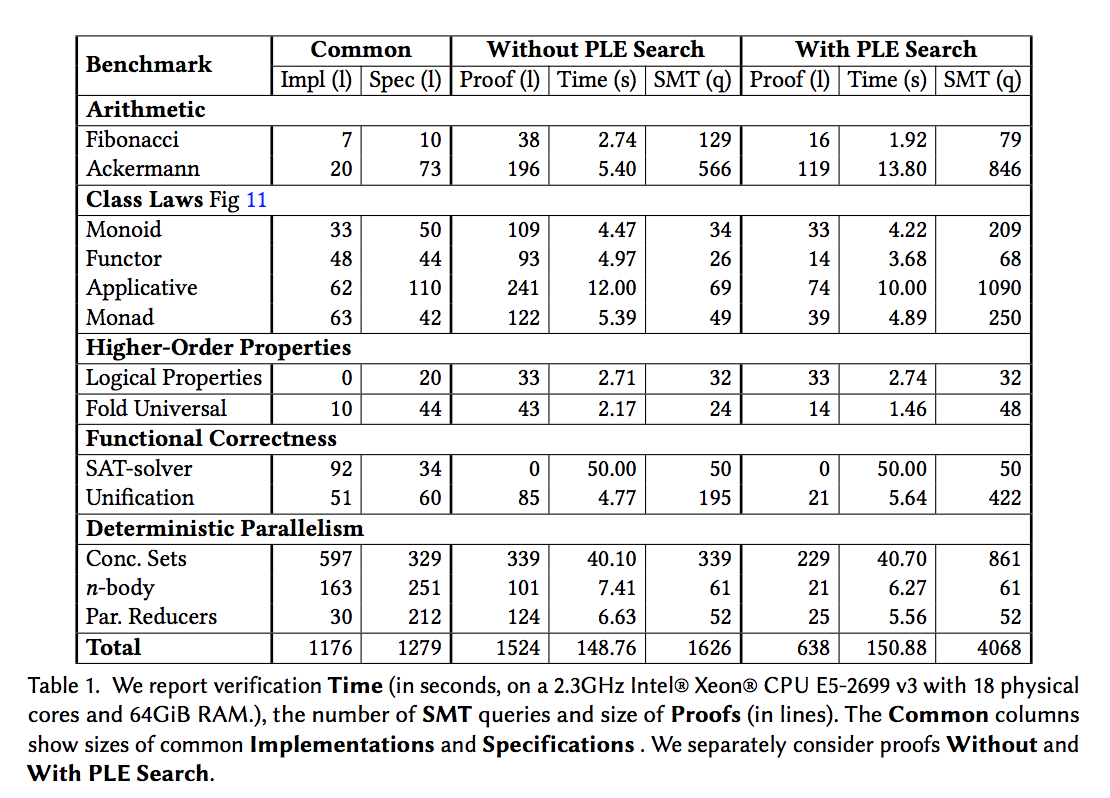 Benchmark Common Without PLE Search With PLE Search
Impl (l) Spec (l) Proof (l) Time (s) SMT (q) Proof (l) Time (s) SMT (q)
Arithmetic
Fibonacci 7 10 38 2.74 129 16 1.92 79
Ackermann 20 73 196 5.40 566 119 13.80 846
Class Laws Fig 11
Monoid 33 50 109 4.47 34 33 4.22 209
Functor 48 44 93 4.97 26 14 3.68 68
Applicative 62 110 241 12.00 69 74 10.00 1090
Monad 63 42 122 5.39 49 39 4.89 250
Higher-Order Properties
Logical Properties 0 20 33 2.71 32 33 2.74 32
Fold Universal 10 44 43 2.17 24 14 1.46 48
Functional Correctness
SAT-solver 92 34 0 50.00 50 0 50.00 50
Unification 51 60 85 4.77 195 21 5.64 422
Deterministic Parallelism
Conc. Sets 597 329 339 40.10 339 229 40.70 861
n-body 163 251 101 7.41 61 21 6.27 61
Par. Reducers 30 212 124 6.63 52 25 5.56 52
Total 1176 1279 1524 148.76 1626 638 150.88 4068
Table 1. We report verification Time (in seconds, on a 2.3GHz Intel® Xeon® CPU E5-2699 v3 with 18 physical
cores and 64GiB RAM.), the number of SMT queries and size of Proofs (in lines). The Common columns
show sizes of common Implementations and Specifications . We separately consider proofs Without and
With PLE Search.